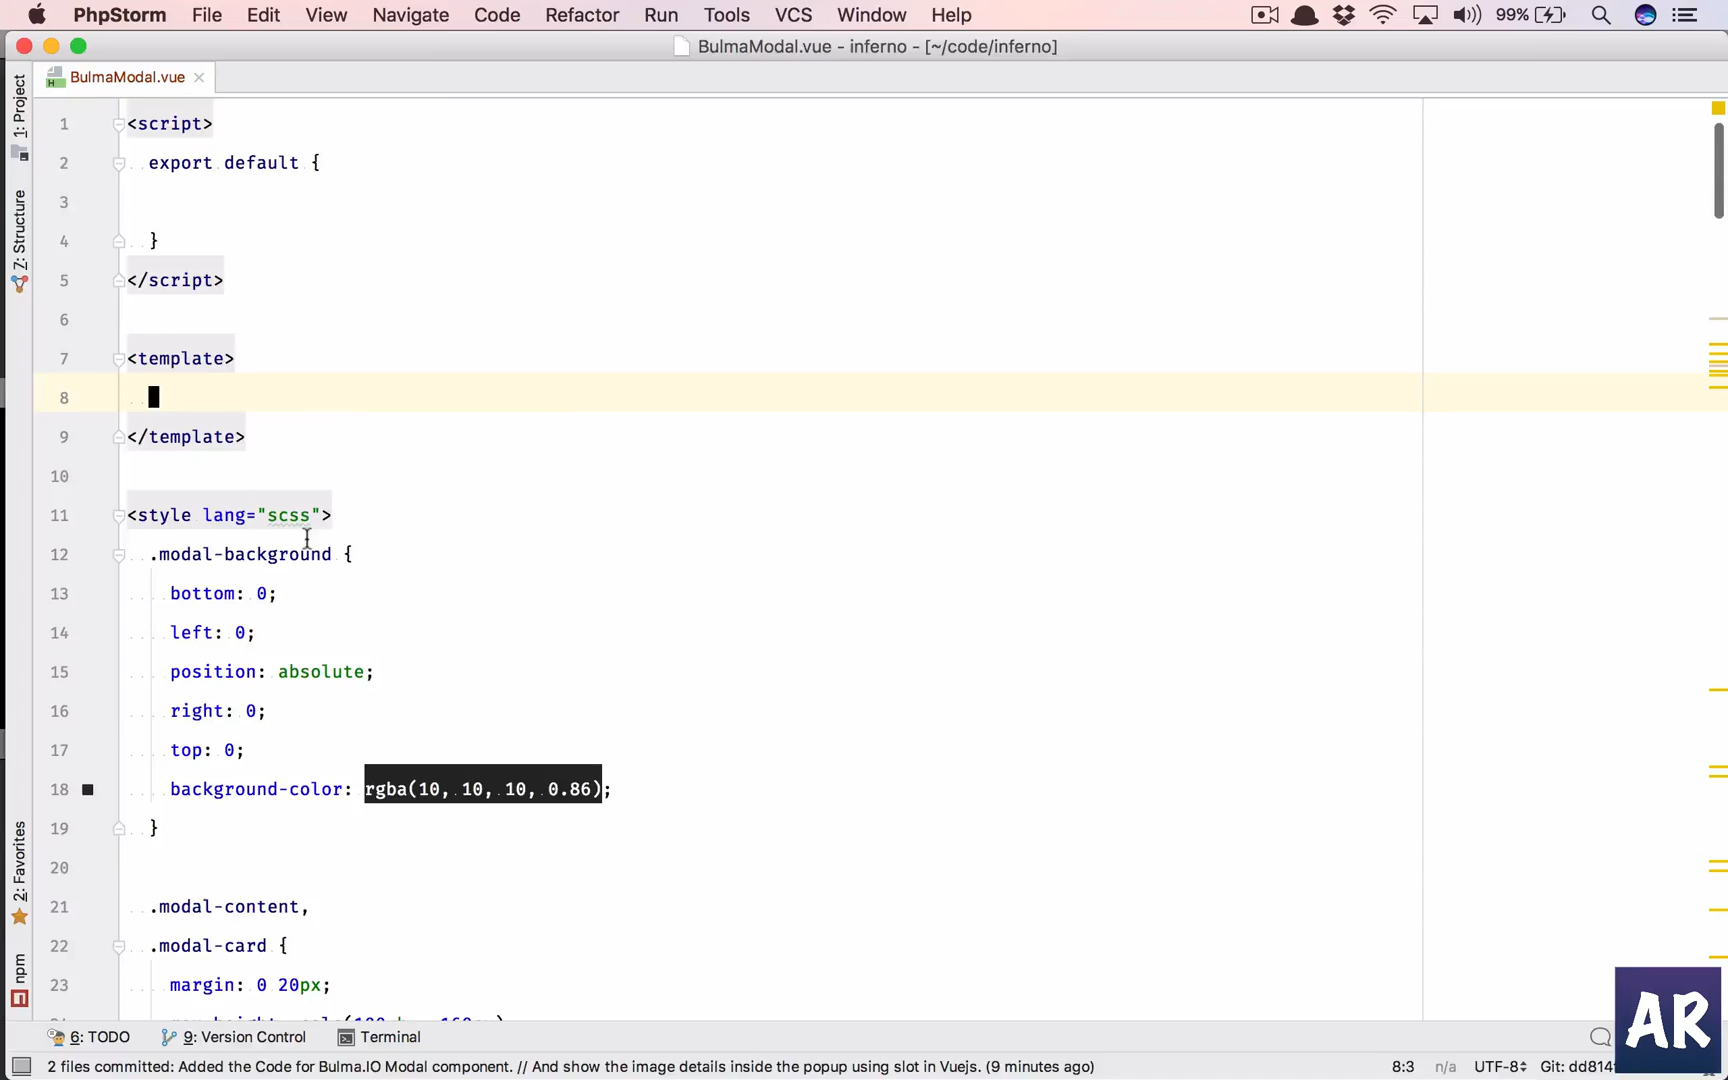 PhpStorm File Edit View Navigate Code Refactor Run Tools VCS Window Help 99%
BulmaModal.vue - inferno - [~/code/inferno]
BulmaModal.vue
1: Project
7: Structure
2: Favorites
npm
1 <script>
2 export default {
3
4 }
5 </script>
6
7 <template>
8
9 </template>
10
11 <style lang="scss">
12 .modal-background {
13 bottom: 0;
14 left: 0;
15 position: absolute;
16 right: 0;
17 top: 0;
18 background-color: rgba(10, 10, 10, 0.86);
19 }
20
21 .modal-content,
22 .modal-card {
23 margin: 0 20px;
6: TODO 9: Version Control Terminal
2 files committed: Added the Code for Bulma.IO Modal component. // And show the image details inside the popup using slot in Vuejs. (9 minutes ago) 8:3 n/a UTF-8 Git: dd814
AR